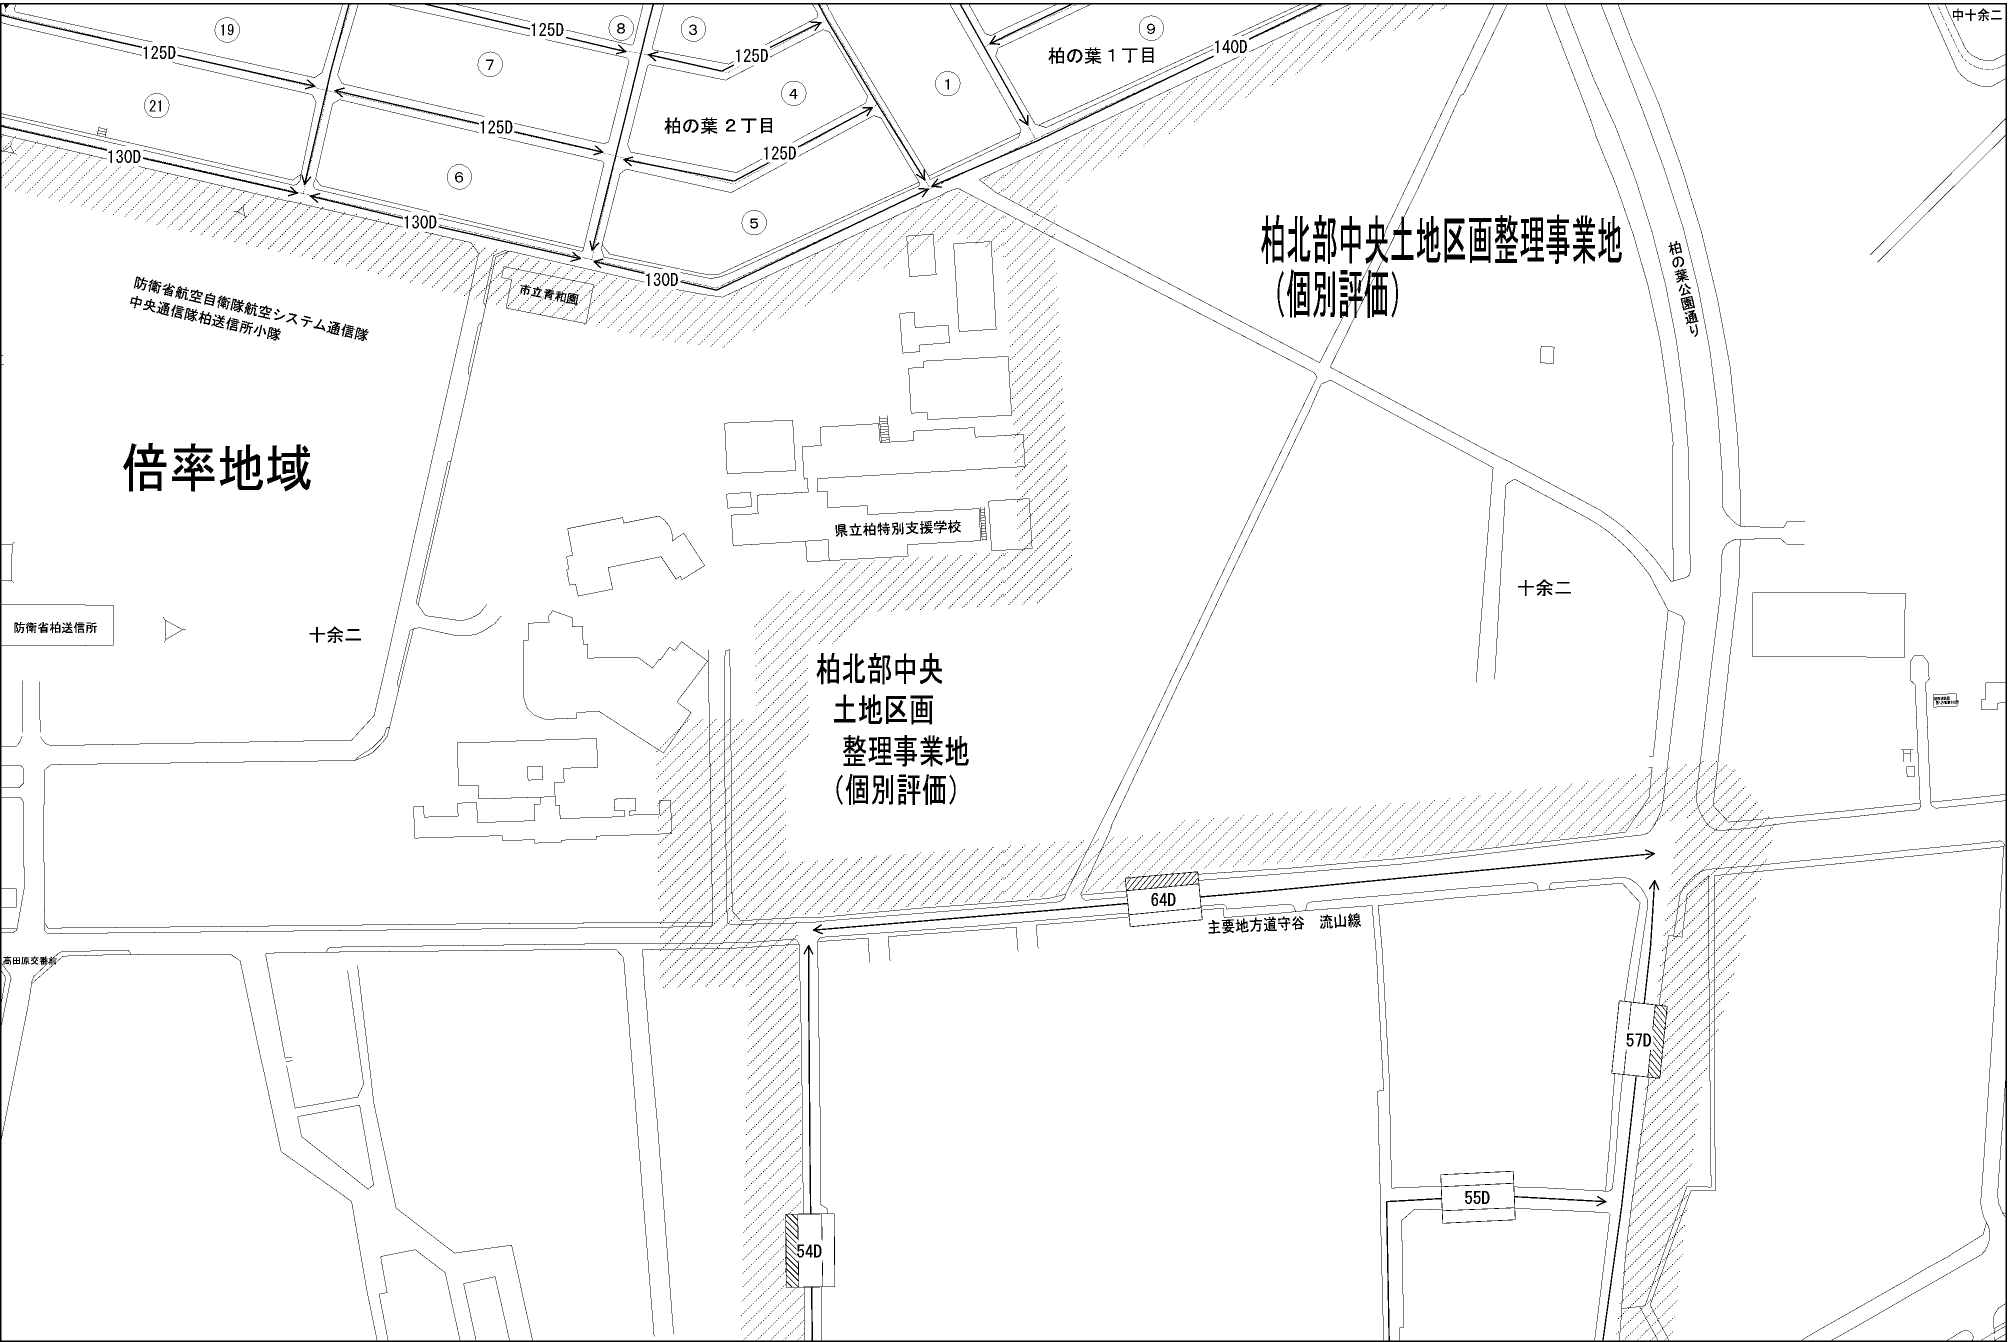 中十余二
19
125D
125D
8
3
125D
9
柏の葉１丁目
140D
7
21
125D
4
柏の葉２丁目
125D
1
130D
6
130D
5
130D
市立青和園
防衛省航空自衛隊航空システム通信隊
中央通信隊柏送信所小隊
倍率地域
柏北部中央土地区画整理事業地
（個別評価）
柏の葉公園通り
県立柏特別支援学校
防衛省柏送信所
十余二
十余二
柏北部中央
土地区画
整理事業地
（個別評価）
64D
主要地方道守谷　流山線
高田原交番前
57D
55D
54D